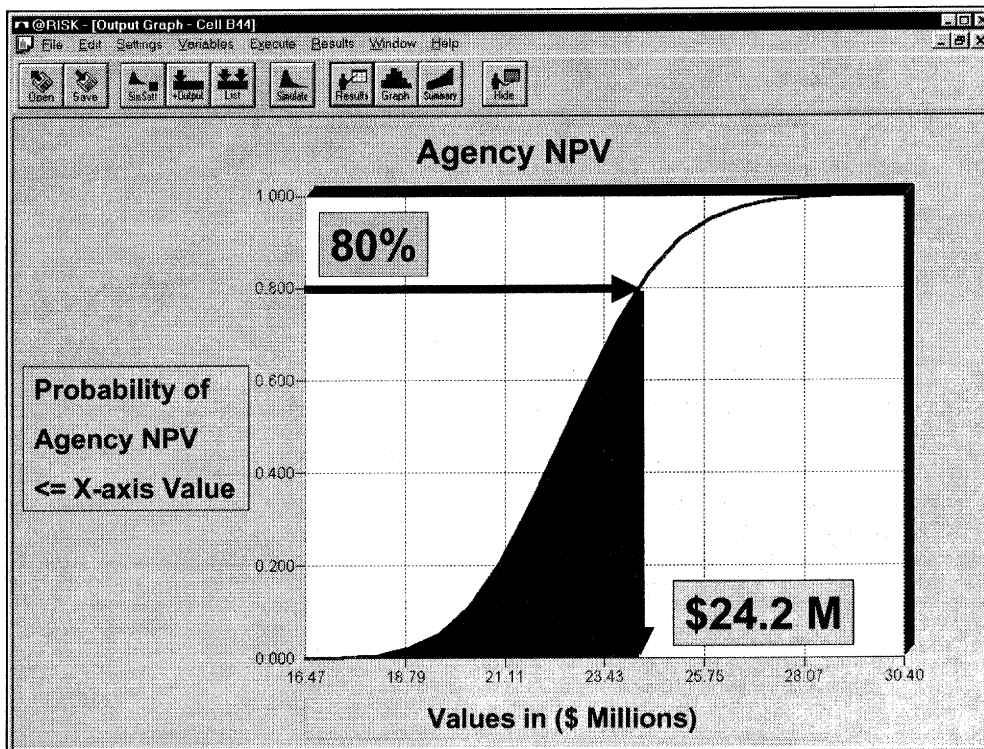 @RISK - [Output Graph - Cell B44]
File Edit Settings Variables Execute Results Window Help
Open Save Sim Set! +Output List Simulate Results Graph Summary Hide
Agency NPV
1.000
80%
0.800
Probability of
Agency NPV
<= X-axis Value
0.600
0.400
0.200
$24.2 M
0.000
16.47 18.79 21.11 23.43 25.75 28.07 30.40
Values in ($ Millions)